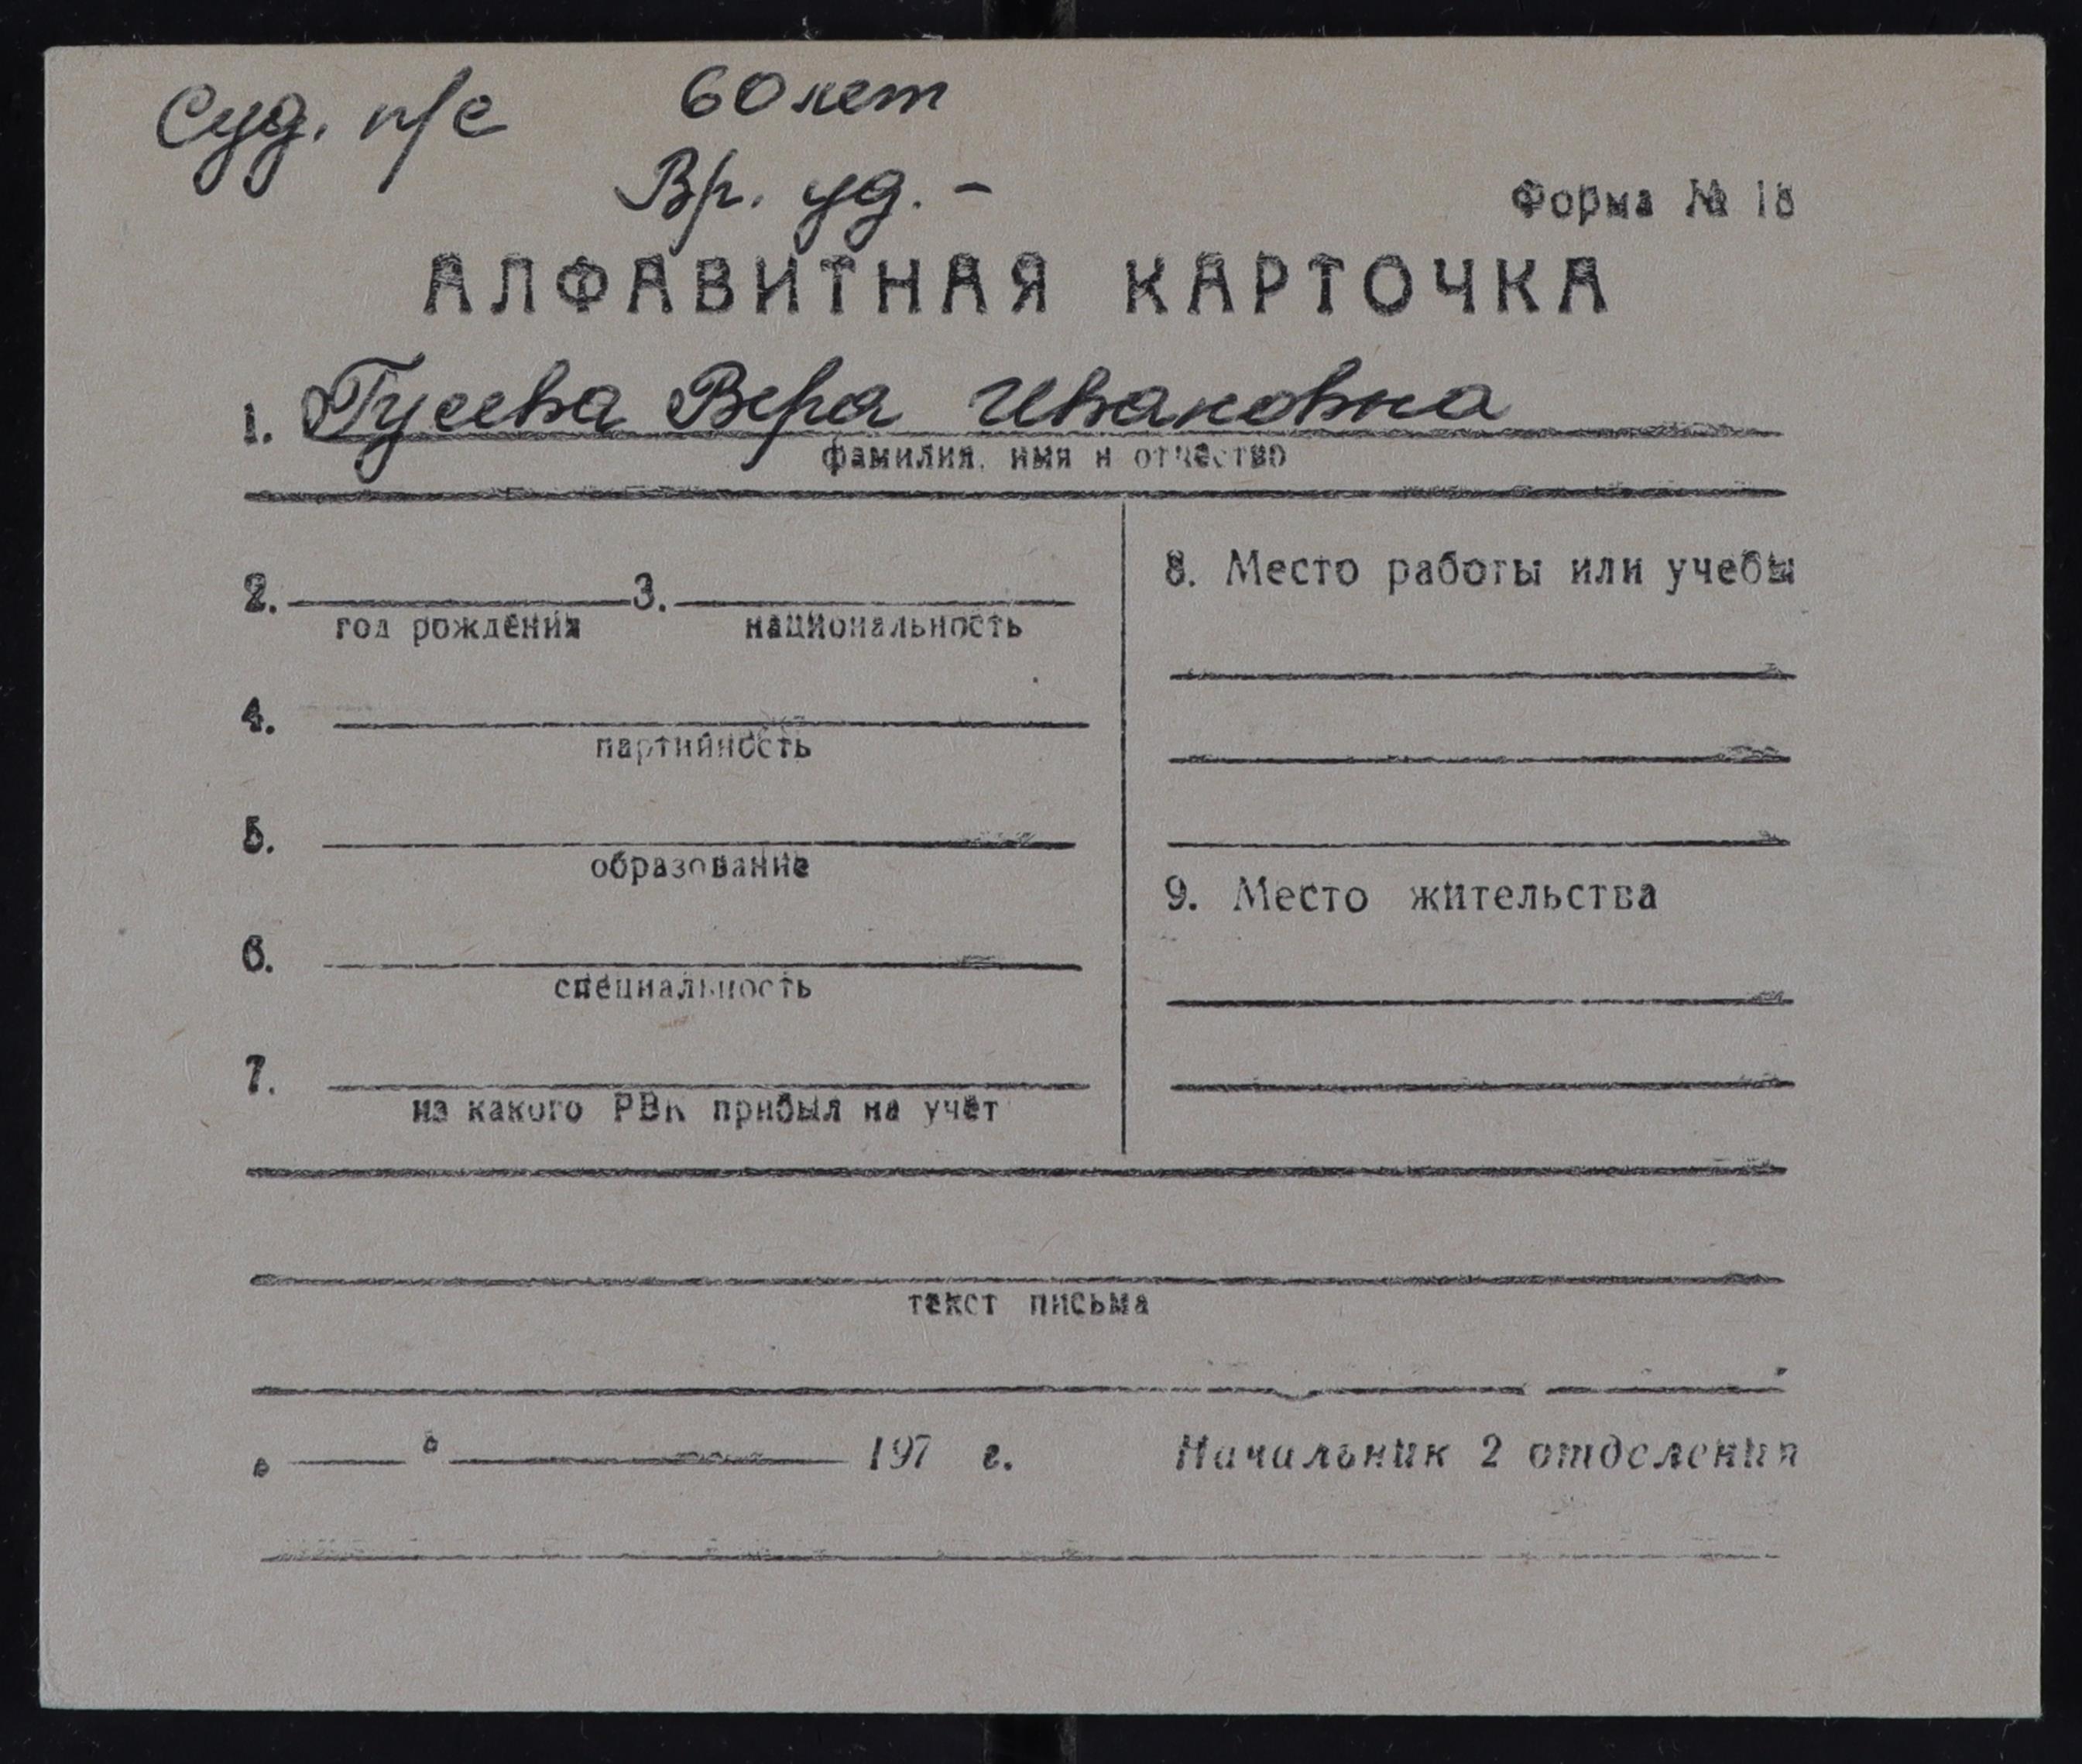 Суд. п/с 60 лет
Вр. уд. -
Форма № 18
АЛФАВИТНАЯ КАРТОЧКА
1. Гусева Вера Ивановна
фамилия, имя и отчество
2. 3.
год рождения национальность
4.
партийность
5.
образование
6.
специальность
7.
из какого РВК прибыл на учет
8. Место работы или учебы
9. Место жительства
текст письма
" " 197 г. Начальник 2 отделения